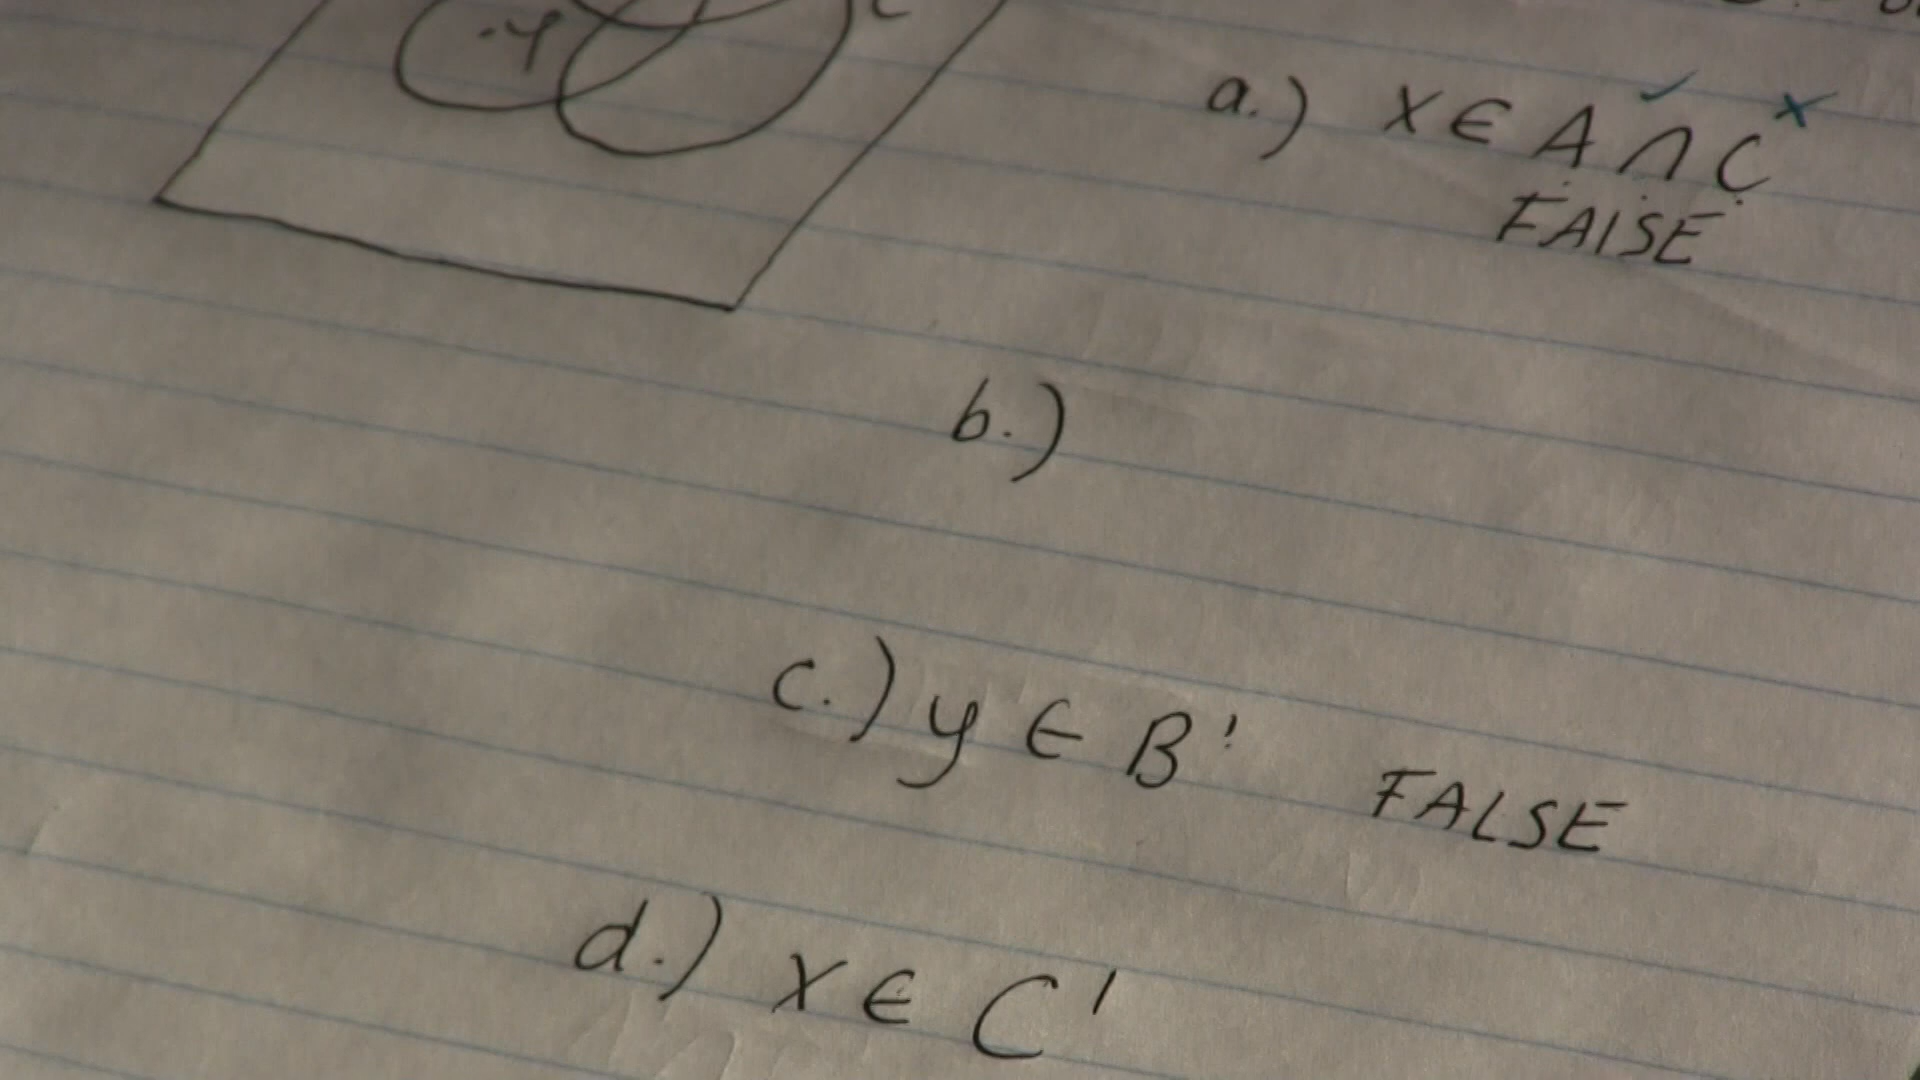 ·y
C
a.) x ∈ A ∩ C
✓ x
FALSE
b.)
c.) y ∈ B' FALSE
d.) x ∈ C'